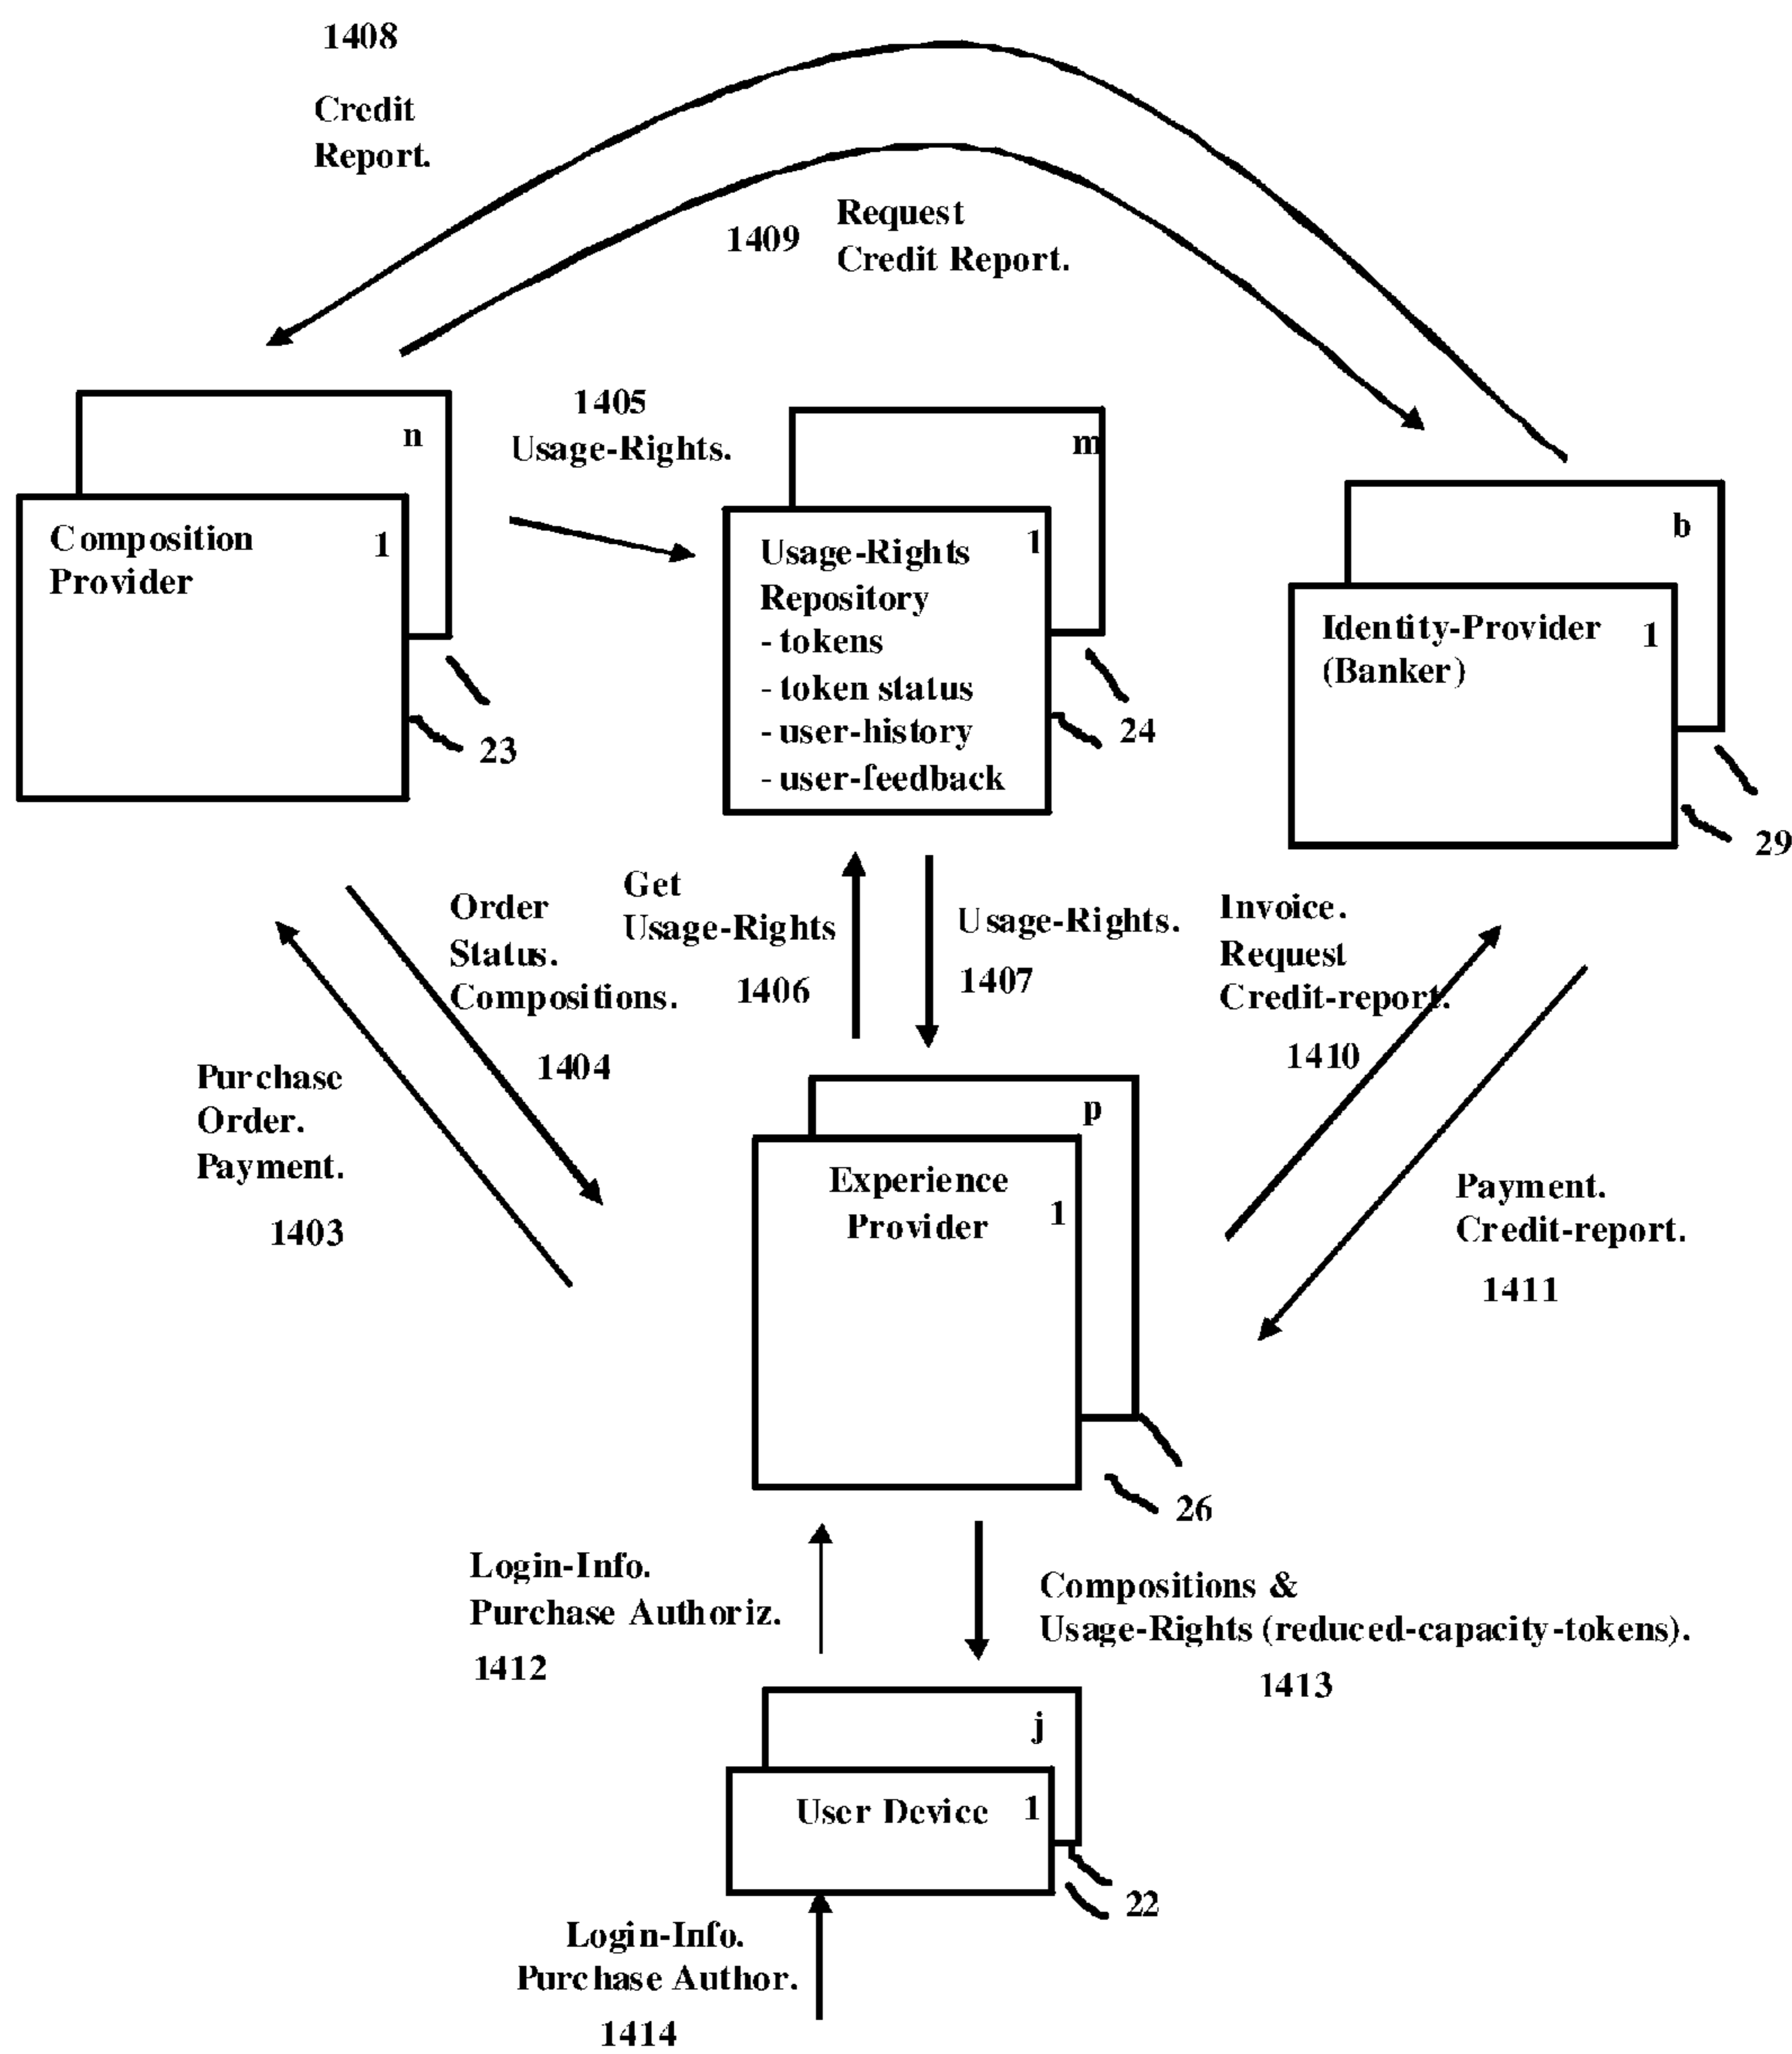 1408
Credit
Report.
1409
Request
Credit Report.
1405
Usage-Rights.
n
Composition
Provider
1
23
m
Usage-Rights
Repository
- tokens
- token status
- user-history
- user-feedback
1
24
b
Identity-Provider
(Banker)
1
29
Order
Status.
Compositions.
1404
Get
Usage-Rights
1406
Usage-Rights.
1407
Invoice.
Request
Credit-report.
1410
Purchase
Order.
Payment.
1403
p
Experience
Provider
1
26
Payment.
Credit-report.
1411
Login-Info.
Purchase Authoriz.
1412
Compositions &
Usage-Rights (reduced-capacity-tokens).
1413
j
User Device
1
22
Login-Info.
Purchase Author.
1414